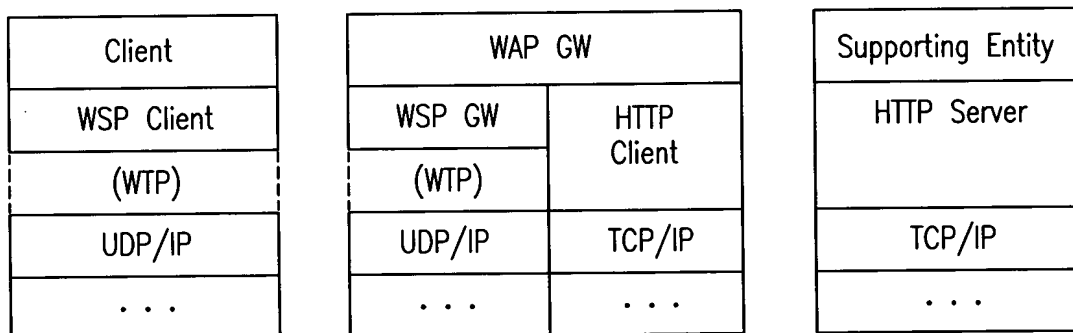 Client
WSP Client
(WTP)
UDP/IP
. . .
WAP GW
WSP GW
(WTP)
UDP/IP
. . .
HTTP
Client
TCP/IP
. . .
Supporting Entity
HTTP Server
TCP/IP
. . .